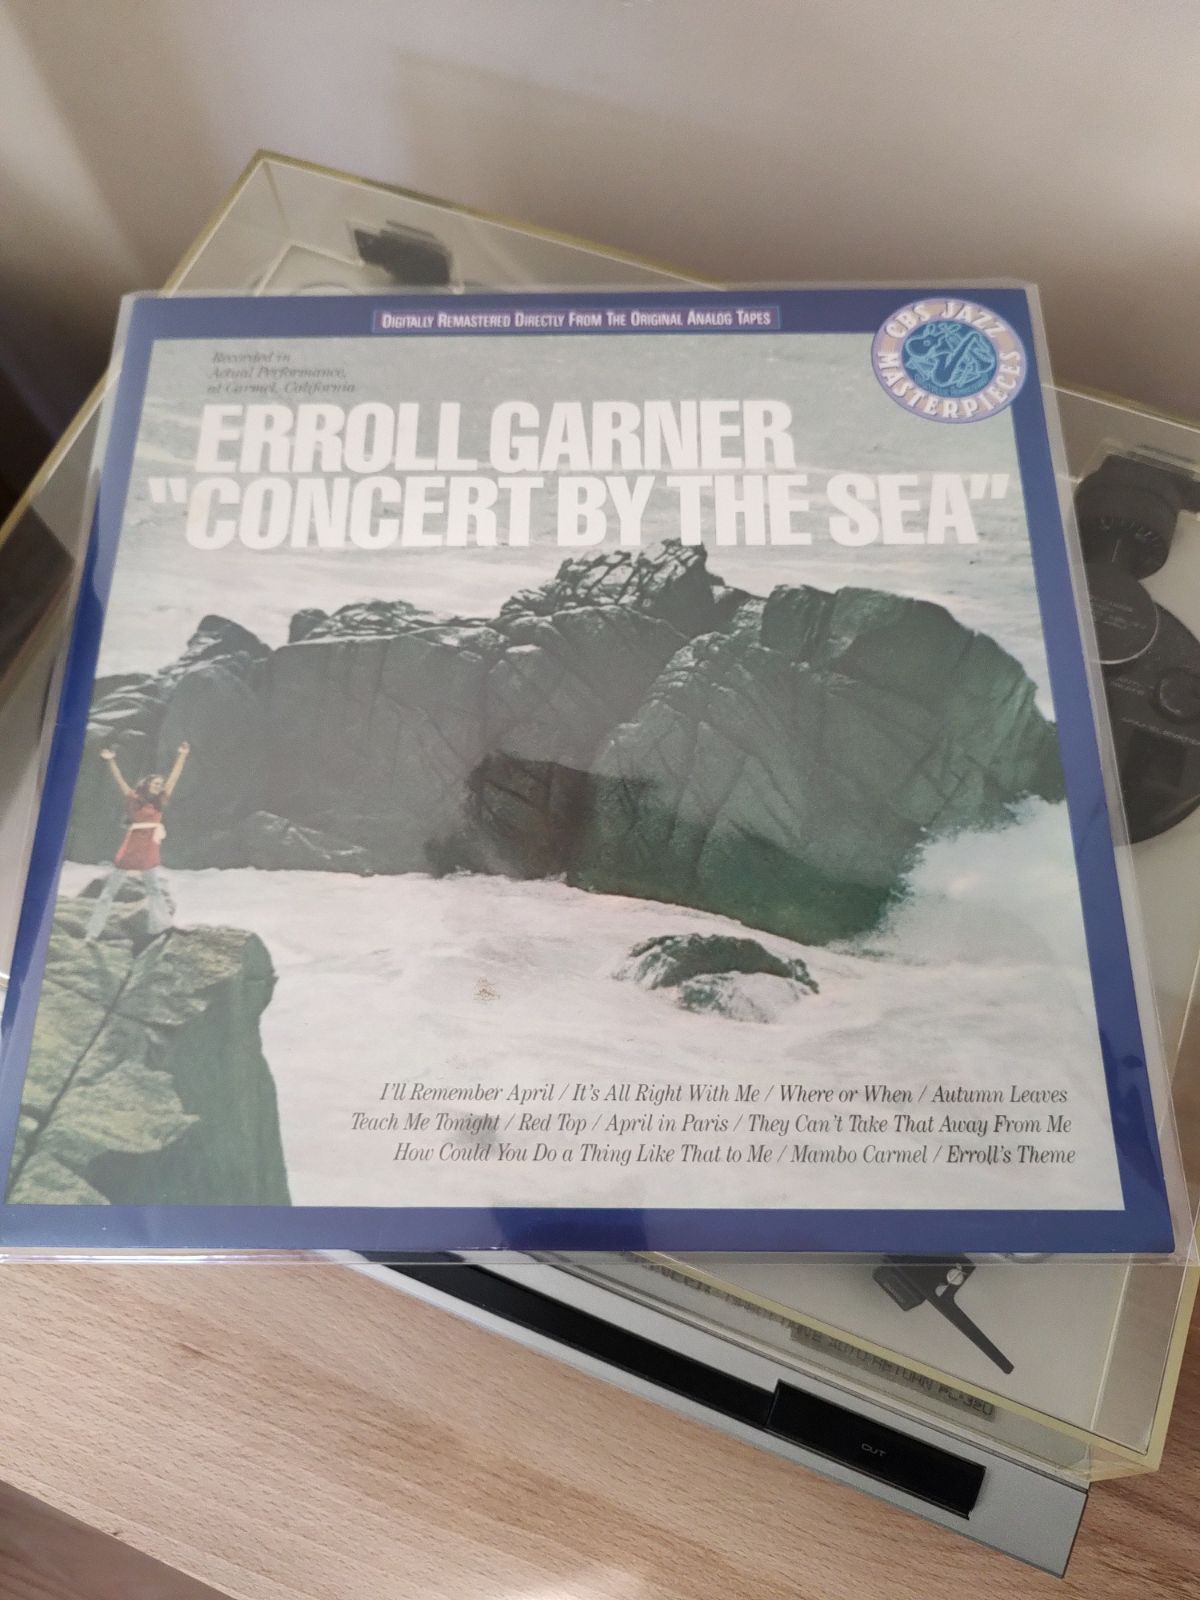 DIGITALLY REMASTERED DIRECTLY FROM THE ORIGINAL ANALOG TAPES
CBS JAZZ MASTERPIECES
Recorded in
Actual Performance,
at Carmel, California
ERROLL GARNER
"CONCERT BY THE SEA"
I'll Remember April / It's All Right With Me / Where or When / Autumn Leaves
Teach Me Tonight / Red Top / April in Paris / They Can't Take That Away From Me
How Could You Do a Thing Like That to Me / Mambo Carmel / Erroll's Theme
AUTO-RETURN
CUT